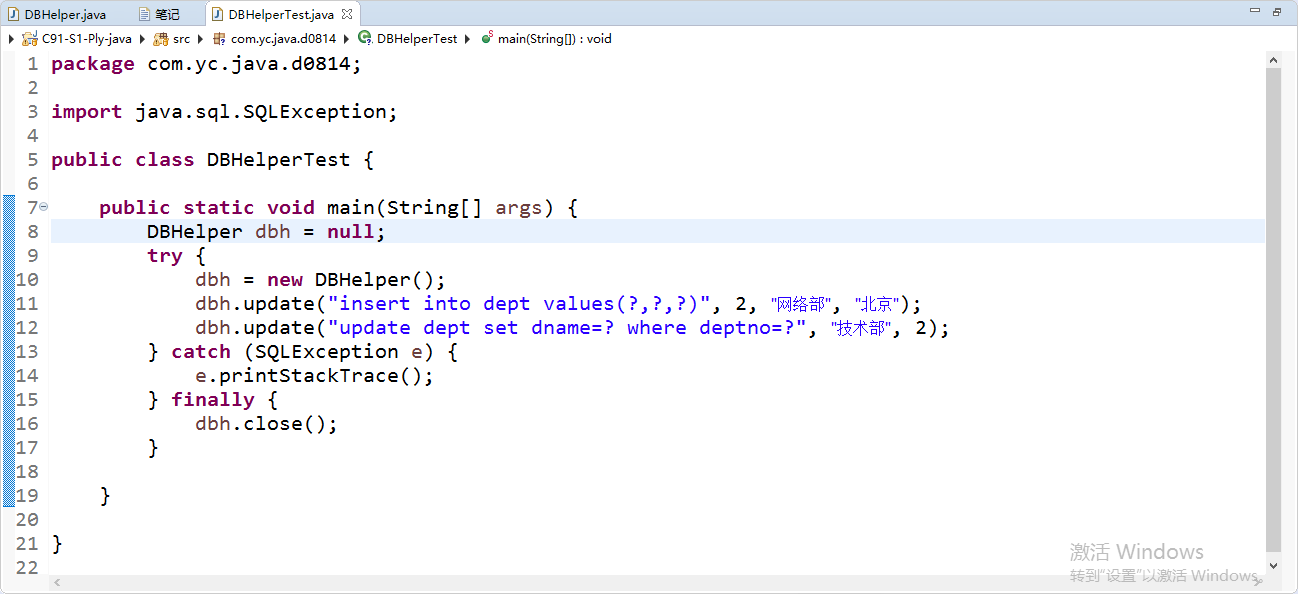 DBHelper.java 笔记 DBHelperTest.java
C91-S1-Ply-java src com.yc.java.d0814 DBHelperTest main(String[]) : void
1 package com.yc.java.d0814;
2
3 import java.sql.SQLException;
4
5 public class DBHelperTest {
6
7 public static void main(String[] args) {
8 DBHelper dbh = null;
9 try {
10 dbh = new DBHelper();
11 dbh.update("insert into dept values(?,?,?)", 2, "网络部", "北京");
12 dbh.update("update dept set dname=? where deptno=?", "技术部", 2);
13 } catch (SQLException e) {
14 e.printStackTrace();
15 } finally {
16 dbh.close();
17 }
18
19 }
20
21 }
22
激活 Windows
转到"设置"以激活 Windows。